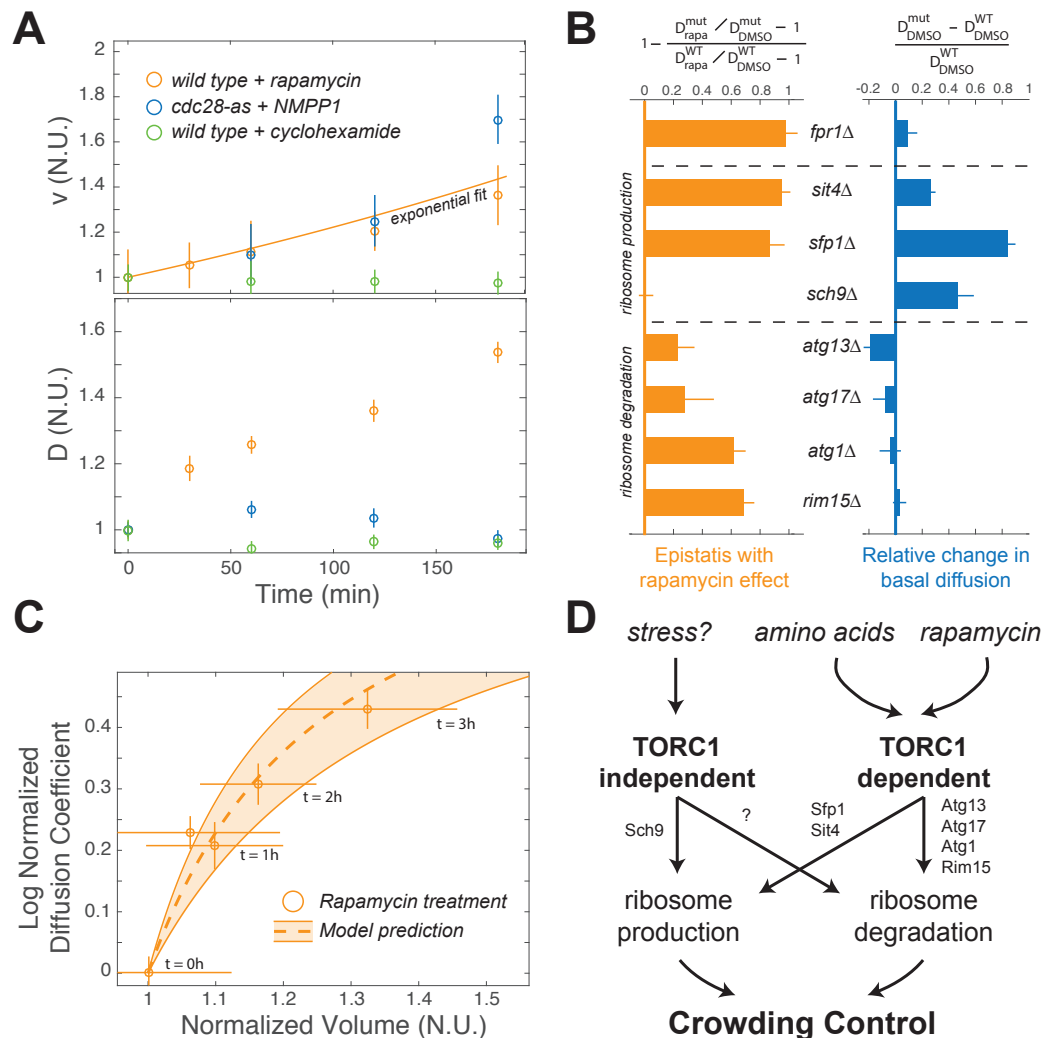 A
wild type + rapamycin
cdc28-as + NMPP1
wild type + cyclohexamide
exponential fit
v (N.U.)
2
1.8
1.6
1.4
1.2
1
D (N.U.)
1.6
1.4
1.2
1
0
50
100
150
Time (min)
B
1 – (D^mut_rapa / D^mut_DMSO – 1) / (D^WT_rapa / D^WT_DMSO – 1)
(D^mut_DMSO – D^WT_DMSO) / D^WT_DMSO
0 0.2 0.4 0.6 0.8 1
-0.2 0 0.2 0.4 0.6 0.8 1
ribosome production
ribosome degradation
fpr1Δ
sit4Δ
sfp1Δ
sch9Δ
atg13Δ
atg17Δ
atg1Δ
rim15Δ
Epistatis with
rapamycin effect
Relative change in
basal diffusion
C
Log Normalized
Diffusion Coefficient
0.4
0.3
0.2
0.1
0
t = 3h
t = 2h
t = 1h
t = 0h
Rapamycin treatment
Model prediction
1 1.1 1.2 1.3 1.4 1.5
Normalized Volume (N.U.)
D
stress? amino acids rapamycin
TORC1
independent
TORC1
dependent
Sch9
?
Sfp1
Sit4
Atg13
Atg17
Atg1
Rim15
ribosome
production
ribosome
degradation
Crowding Control